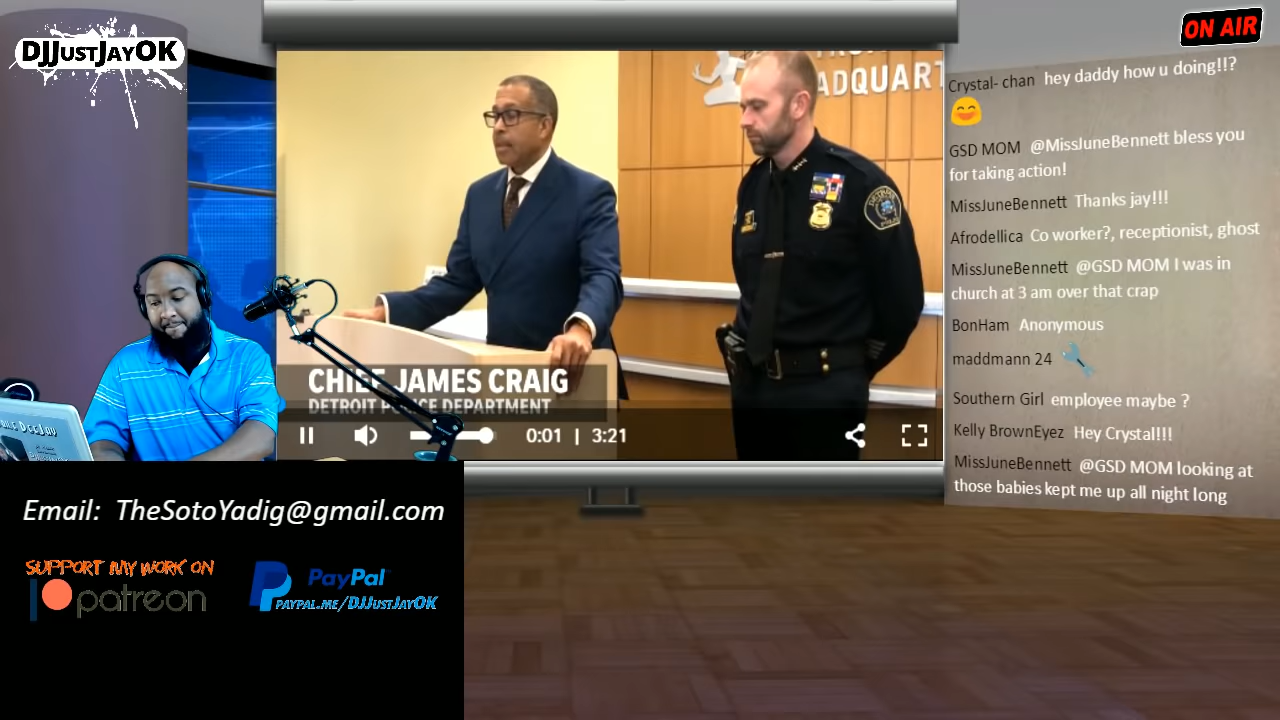 DJJustJayOK
ON AIR
ADQUART
Crystal- chan hey daddy how u doing!!?
GSD MOM @MissJuneBennett bless you
for taking action!
MissJuneBennett Thanks jay!!!
Afrodellica Co worker?, receptionist, ghost
MissJuneBennett @GSD MOM I was in
church at 3 am over that crap
BonHam Anonymous
maddmann 24
Southern Girl employee maybe ?
Kelly BrownEyez Hey Crystal!!!
MissJuneBennett @GSD MOM looking at
those babies kept me up all night long
CHIEF JAMES CRAIG
DETROIT POLICE DEPARTMENT
0:01 | 3:21
Email: TheSotoYadig@gmail.com
SUPPORT MY WORK ON
patreon
PayPal
PAYPAL.ME/DJJUSTJAYOK